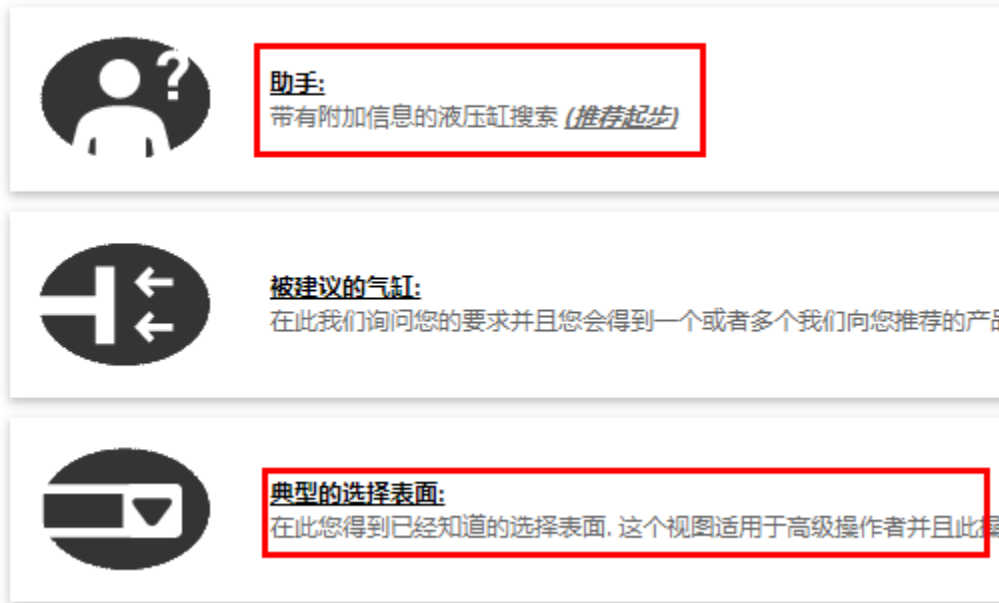 助手:
带有附加信息的液压缸搜索 (推荐起步)
被建议的气缸:
在此我们询问您的要求并且您会得到一个或者多个我们向您推荐的产
典型的选择表面:
在此您得到已经知道的选择表面. 这个视图适用于高级操作者并且此